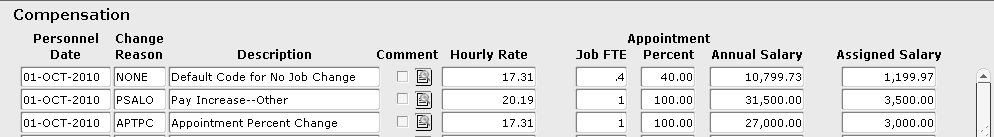 Compensation
Personnel Change Appointment
Date Reason Description Comment Hourly Rate Job FTE Percent Annual Salary Assigned Salary
01-OCT-2010 NONE Default Code for No Job Change 17.31 .4 40.00 10,799.73 1,199.97
01-OCT-2010 PSALO Pay Increase--Other 20.19 1 100.00 31,500.00 3,500.00
01-OCT-2010 APTPC Appointment Percent Change 17.31 1 100.00 27,000.00 3,000.00